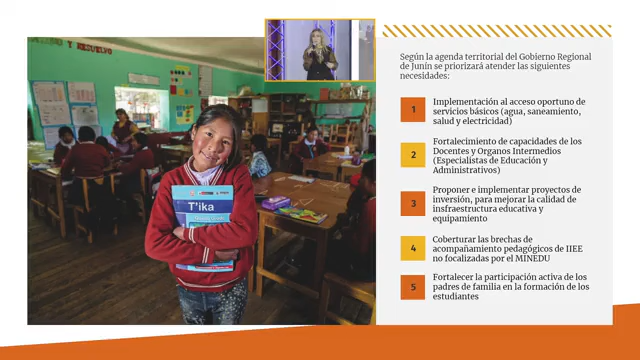 Y RESUELVO
T'ika
Según la agenda territorial del Gobierno Regional
de Junín se priorizará atender las siguientes
necesidades:
1
Implementación al acceso oportuno de
servicios básicos (agua, saneamiento,
salud y electricidad)
2
Fortalecimiento de capacidades de los
Docentes y Organos Intermedios
(Especialistas de Educación y
Administrativos)
3
Proponer e implementar proyectos de
inversión, para mejorar la calidad de
insfraestructura educativa y
equipamiento
4
Coberturar las brechas de
acompañamiento pedagógicos de IIEE
no focalizadas por el MINEDU
5
Fortalecer la participación activa de los
padres de familia en la formación de los
estudiantes